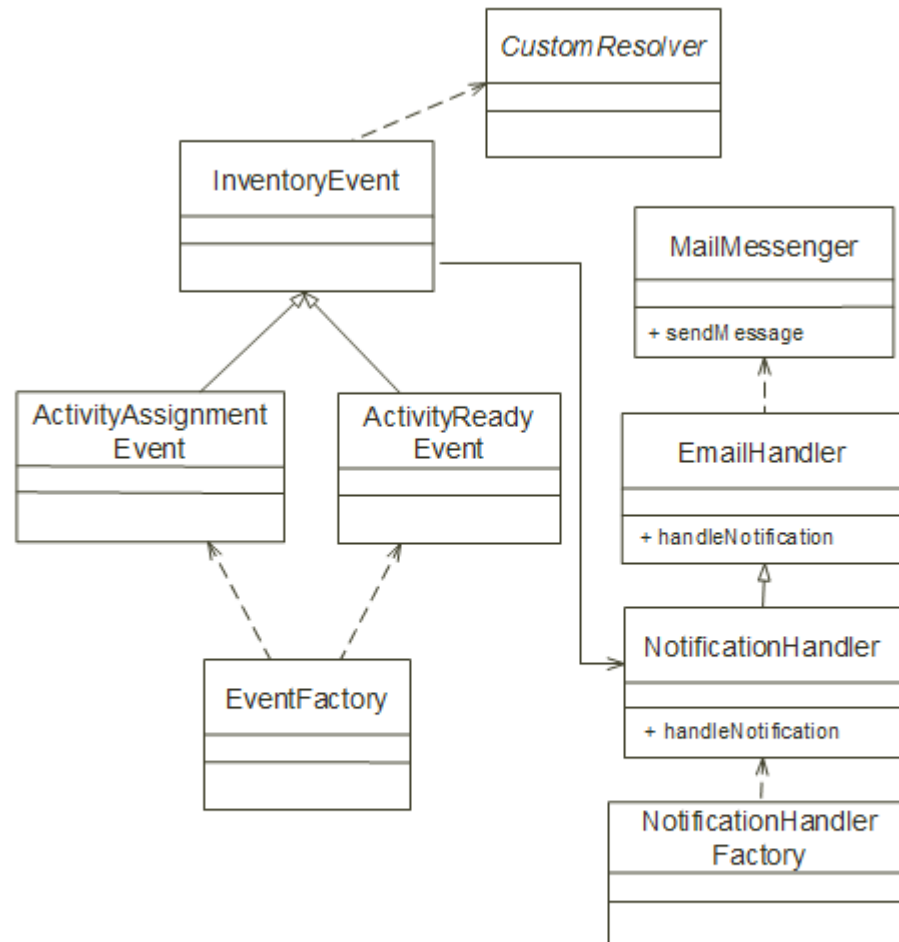 CustomResolver
InventoryEvent
MailMessenger
+ sendMessage
ActivityAssignment
Event
ActivityReady
Event
EmailHandler
+ handleNotification
NotificationHandler
+ handleNotification
EventFactory
NotificationHandler
Factory